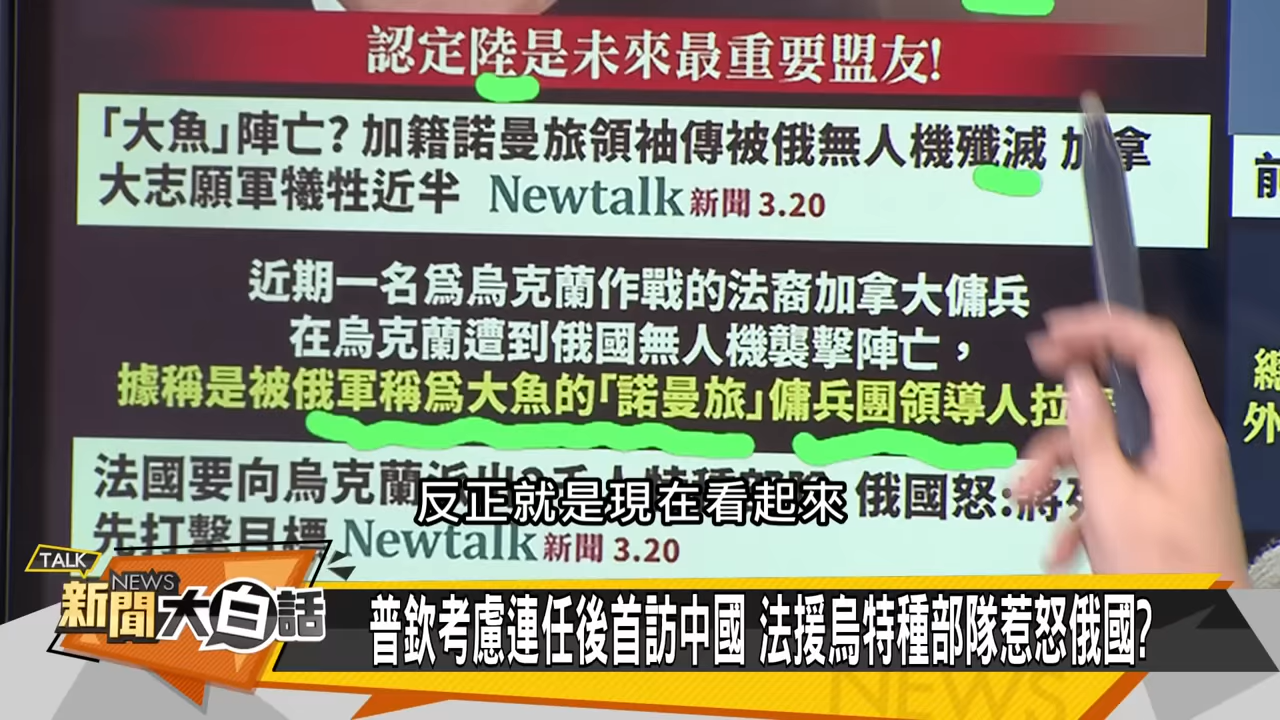 認定陸是未來最重要盟友!
「大魚」陣亡? 加籍諾曼旅領袖傳被俄無人機殲滅 加拿
大志願軍犧牲近半 Newtalk新聞 3.20
近期一名為烏克蘭作戰的法裔加拿大傭兵
在烏克蘭遭到俄國無人機襲擊陣亡，
據稱是被俄軍稱為大魚的「諾曼旅」傭兵團領導人拉
法國要向烏克蘭 俄國怒:將
反正就是現在看起來
先打擊目標 Newtalk新聞 3.20
前
總
外
TALK
NEWS
新聞大白話
普欽考慮連任後首訪中國 法援烏特種部隊惹怒俄國?
NEWS